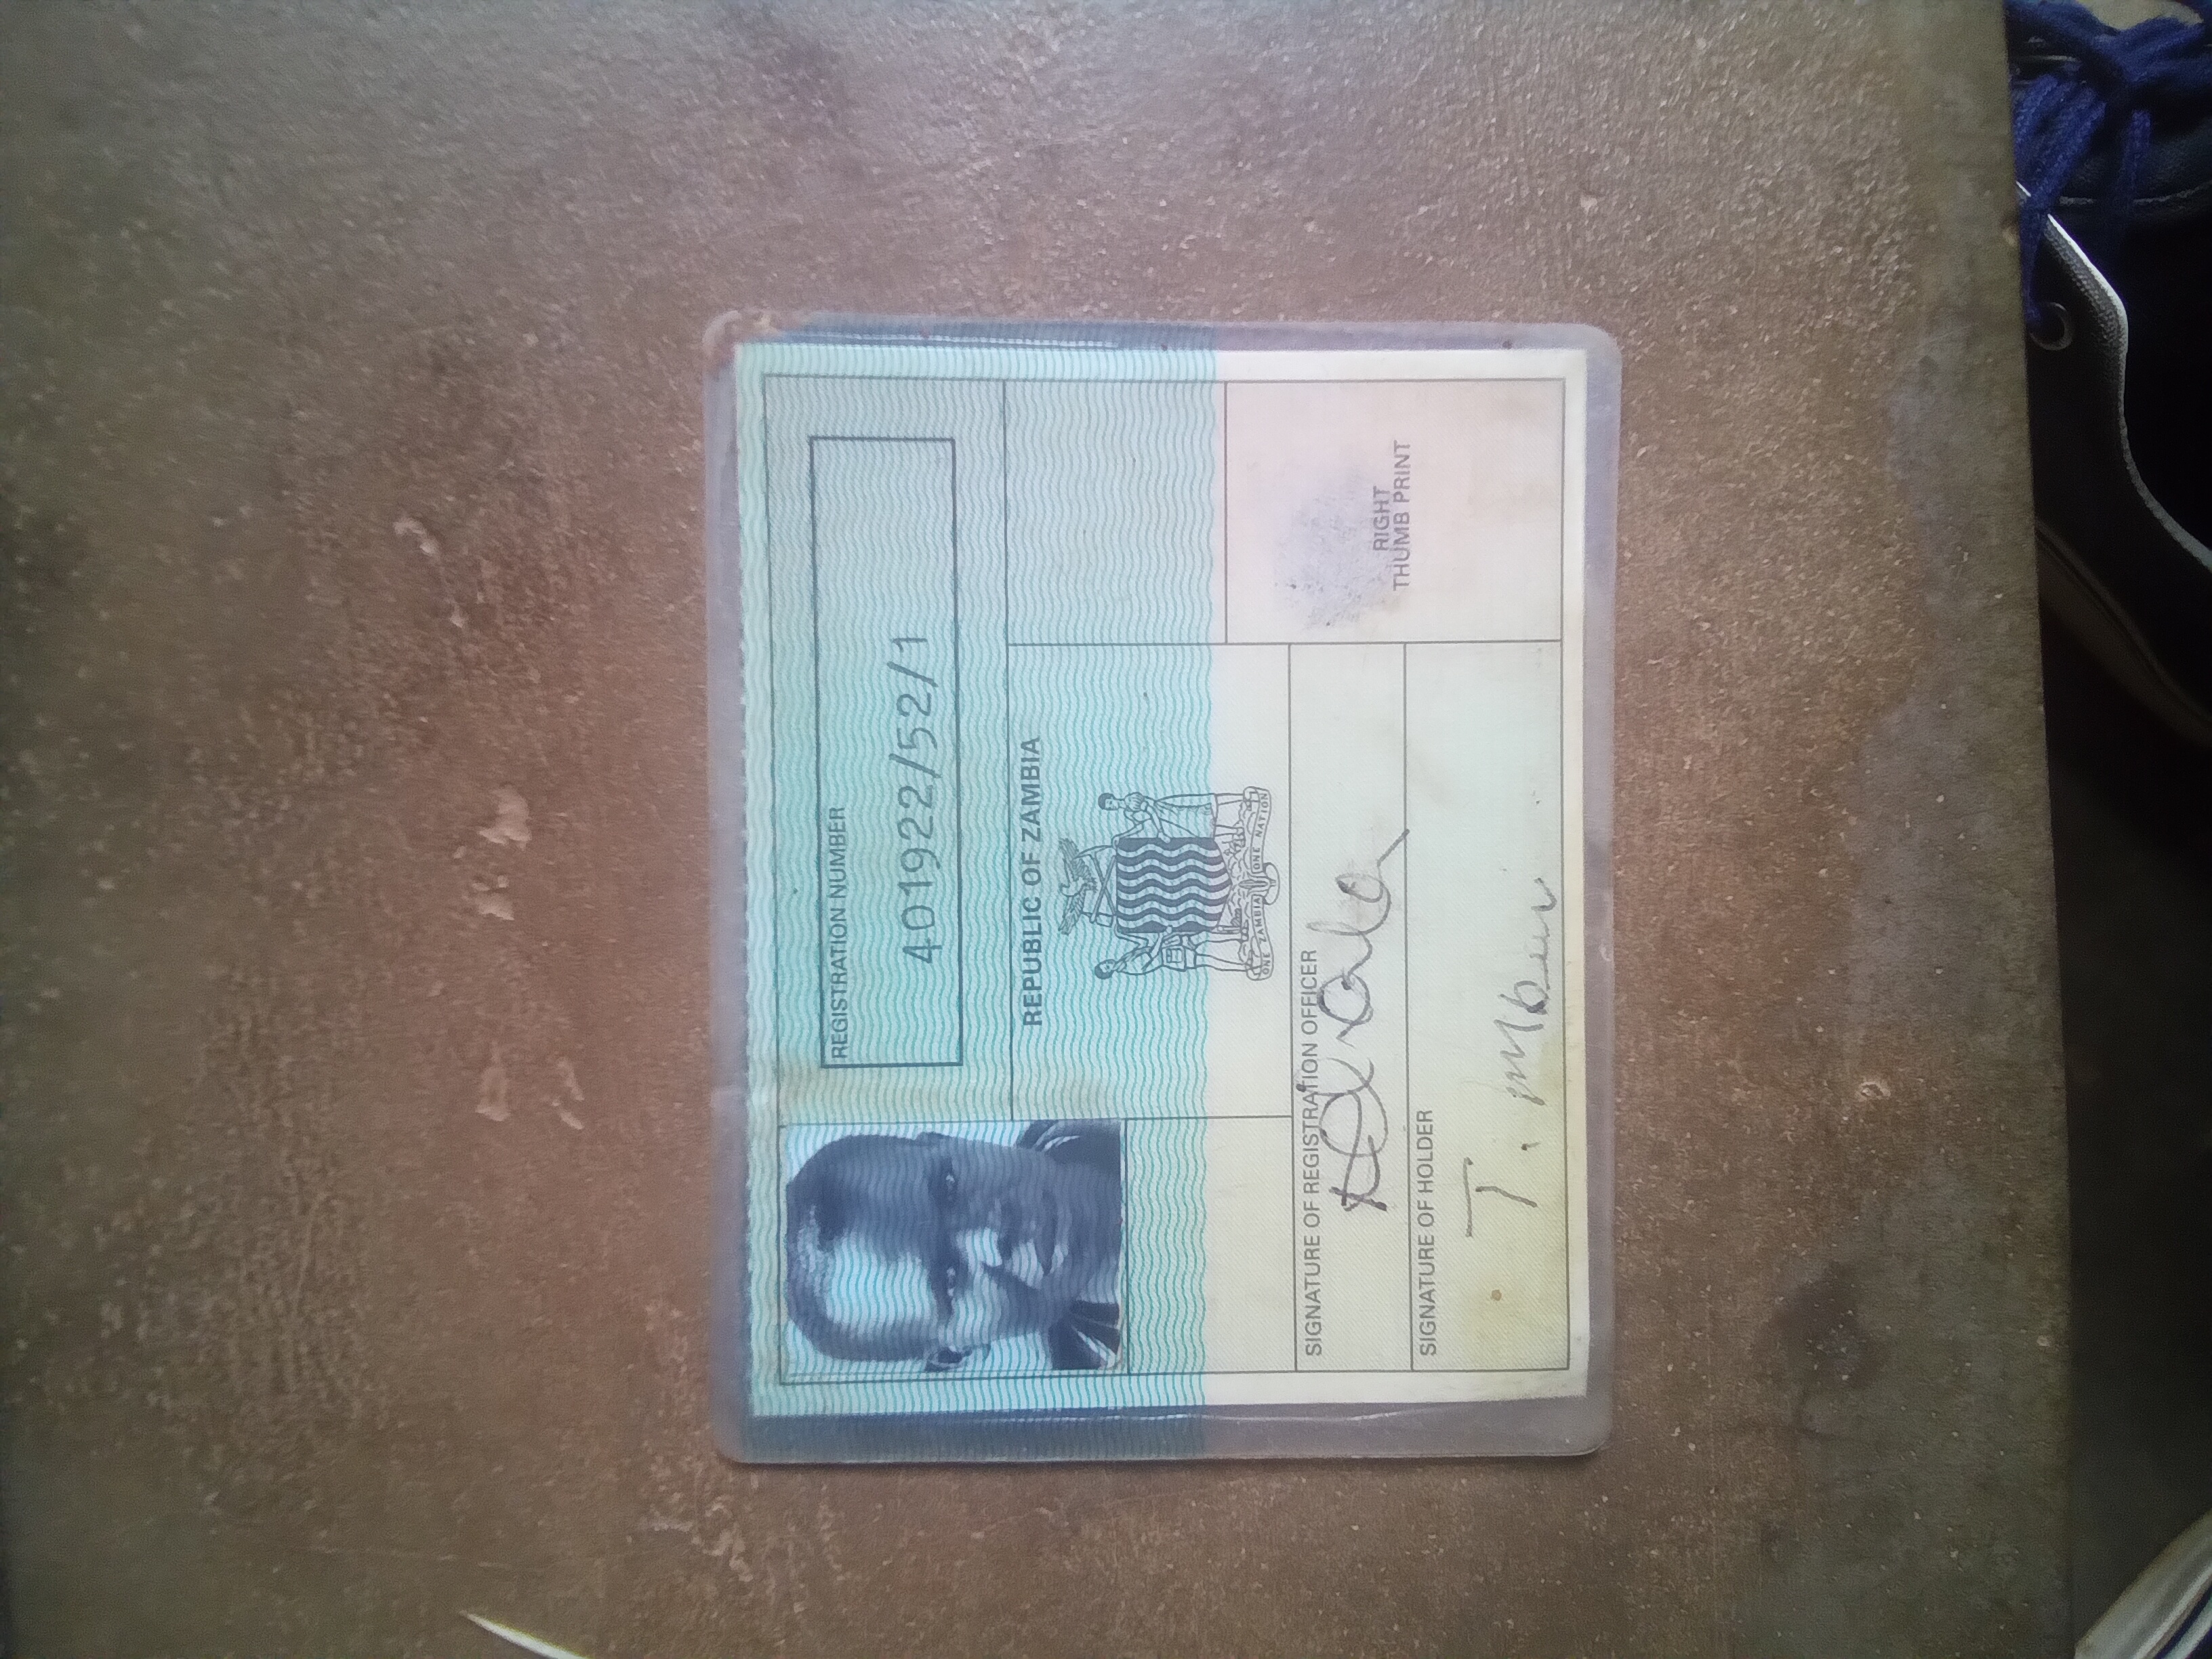 REGISTRATION NUMBER
401922/52/1
REPUBLIC OF ZAMBIA
ONE ZAMBIA ONE NATION
RIGHT
THUMB PRINT
SIGNATURE OF REGISTRATION OFFICER
SIGNATURE OF HOLDER
T.